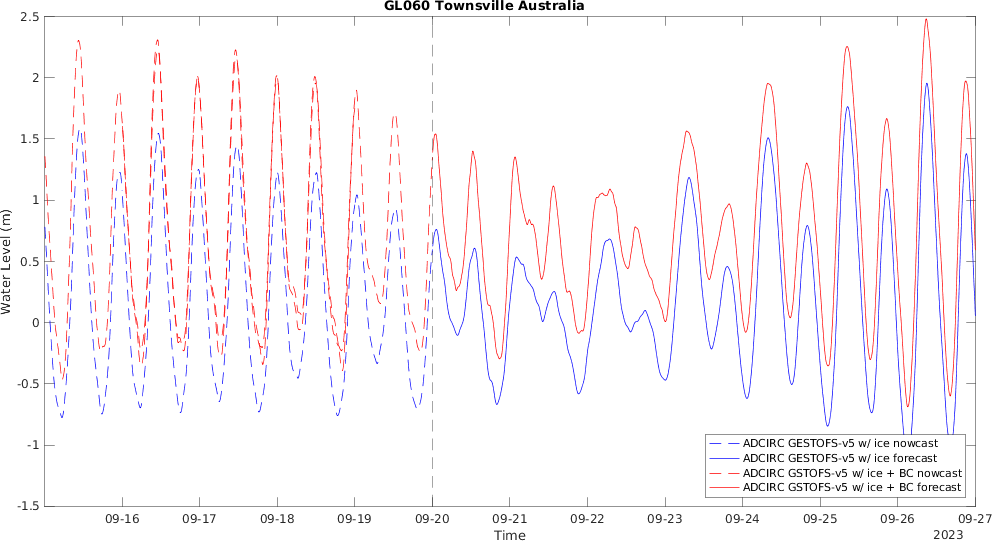 GL060 Townsville Australia
2.5
2
1.5
1
0.5
0
-0.5
-1
-1.5
Water Level (m)
ADCIRC GESTOFS-v5 w/ ice nowcast
ADCIRC GESTOFS-v5 w/ ice forecast
ADCIRC GSTOFS-v5 w/ ice + BC nowcast
ADCIRC GSTOFS-v5 w/ ice + BC forecast
09-16 09-17 09-18 09-19 09-20 09-21 09-22 09-23 09-24 09-25 09-26 09-27
Time
2023